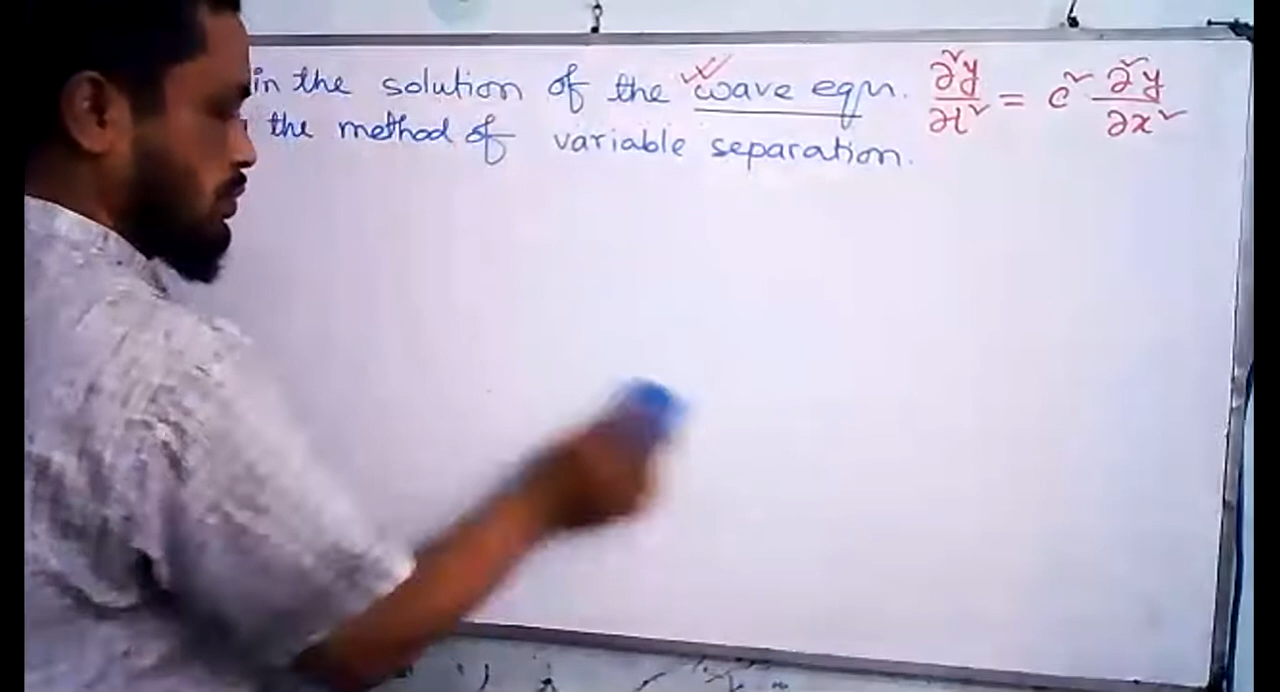 in the solution of the wave eqn. ∂²y/∂t² = c² ∂²y/∂x²
the method of variable separation.